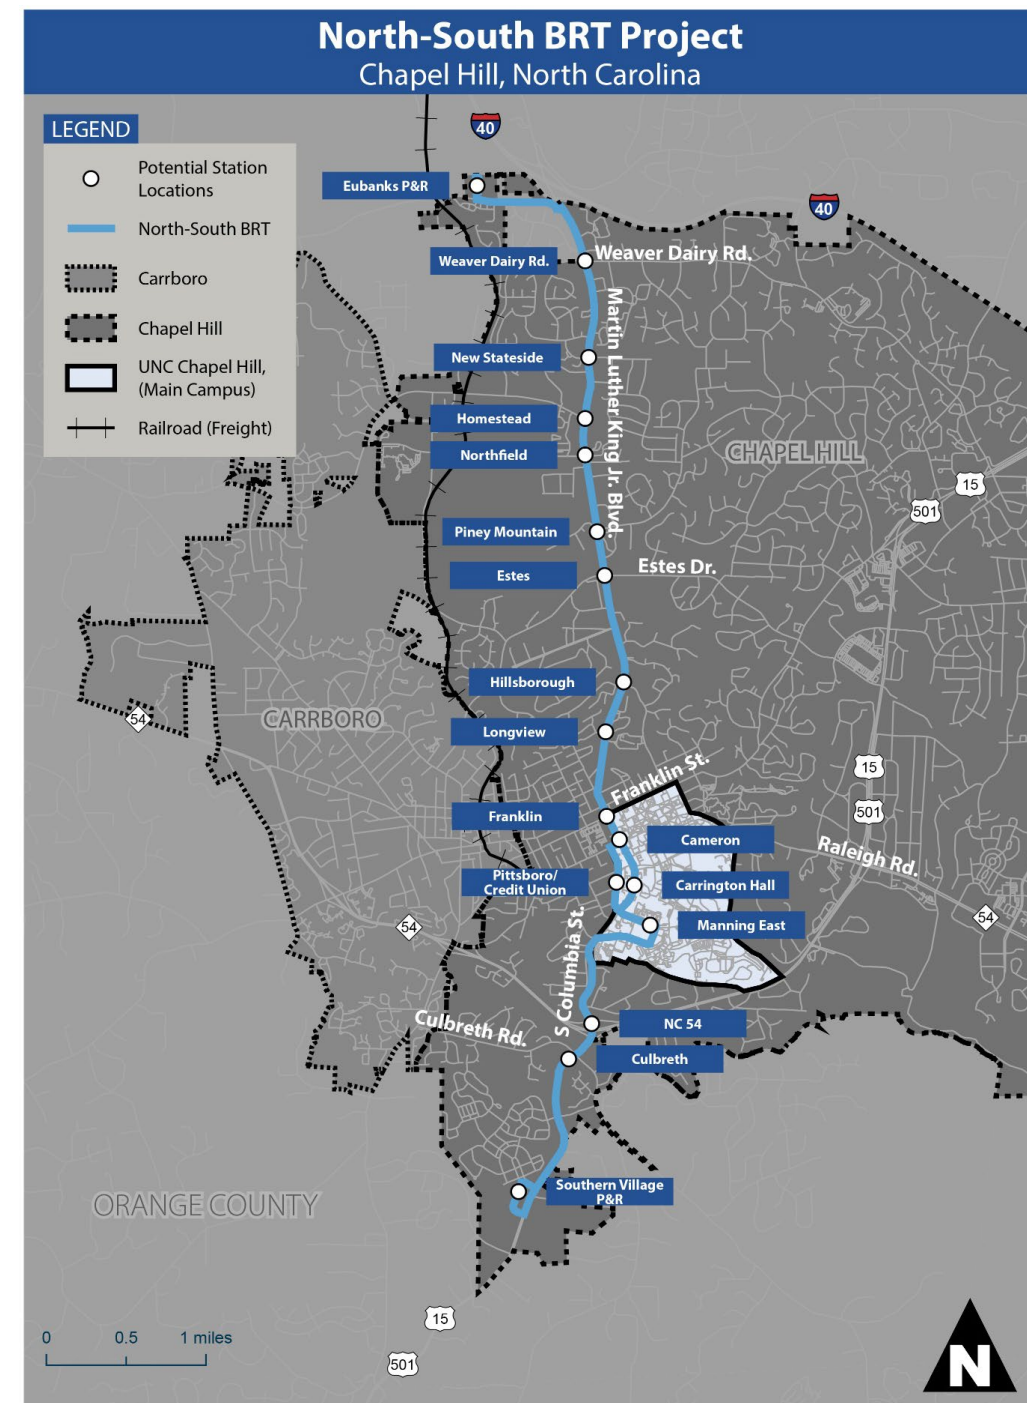 North-South BRT Project
Chapel Hill, North Carolina
LEGEND
Potential Station
Locations
North-South BRT
Carrboro
Chapel Hill
UNC Chapel Hill,
(Main Campus)
Railroad (Freight)
40
40
Eubanks P&R
Weaver Dairy Rd.
Weaver Dairy Rd.
Martin Luther King Jr. Blvd.
New Stateside
Homestead
Northfield
CHAPEL HILL
15
501
Piney Mountain
Estes
Estes Dr.
Hillsborough
CARRBORO
54
Longview
15
501
Franklin St.
Franklin
Cameron
Raleigh Rd.
Pittsboro/
Credit Union
Carrington Hall
54
54
Manning East
S Columbia St.
Culbreth Rd.
NC 54
Culbreth
Southern Village
P&R
ORANGE COUNTY
15
501
0 0.5 1 miles
N